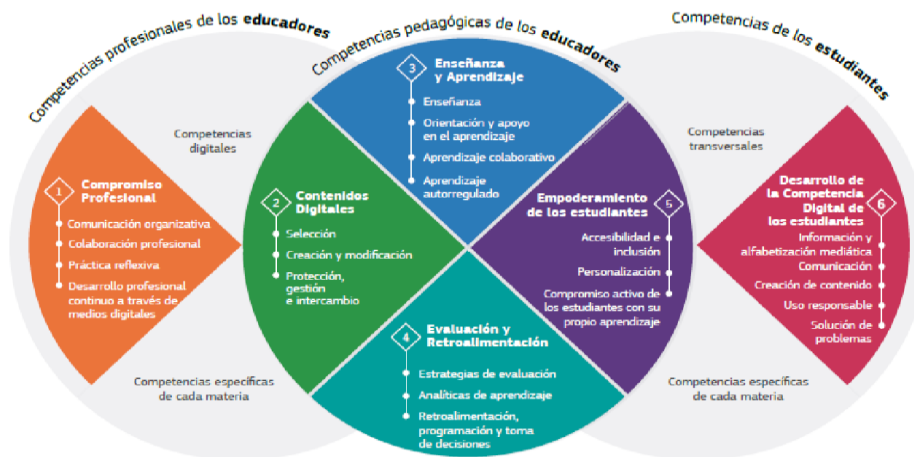 Competencias profesionales de los educadores
Competencias pedagógicas de los educadores
Competencias de los estudiantes
Competencias
digitales
1
Compromiso
Profesional
Comunicación organizativa
Colaboración profesional
Práctica reflexiva
Desarrollo profesional
continuo a través de
medios digitales
Competencias específicas
de cada materia
2
Contenidos
Digitales
Selección
Creación y modificación
Protección,
gestión
e intercambio
3
Enseñanza
y Aprendizaje
Enseñanza
Orientación y apoyo
en el aprendizaje
Aprendizaje colaborativo
Aprendizaje
autorregulado
4
Evaluación y
Retroalimentación
Estrategias de evaluación
Analíticas de aprendizaje
Retroalimentación,
programación y toma
de decisiones
Empoderamiento
de los estudiantes
5
Accesibilidad e
inclusión
Personalización
Compromiso activo de
los estudiantes con su
propio aprendizaje
Competencias
transversales
Desarrollo de
la Competencia
Digital de
los estudiantes
6
Información y
alfabetización mediática
Comunicación
Creación de contenido
Uso responsable
Solución de
problemas
Competencias específicas
de cada materia